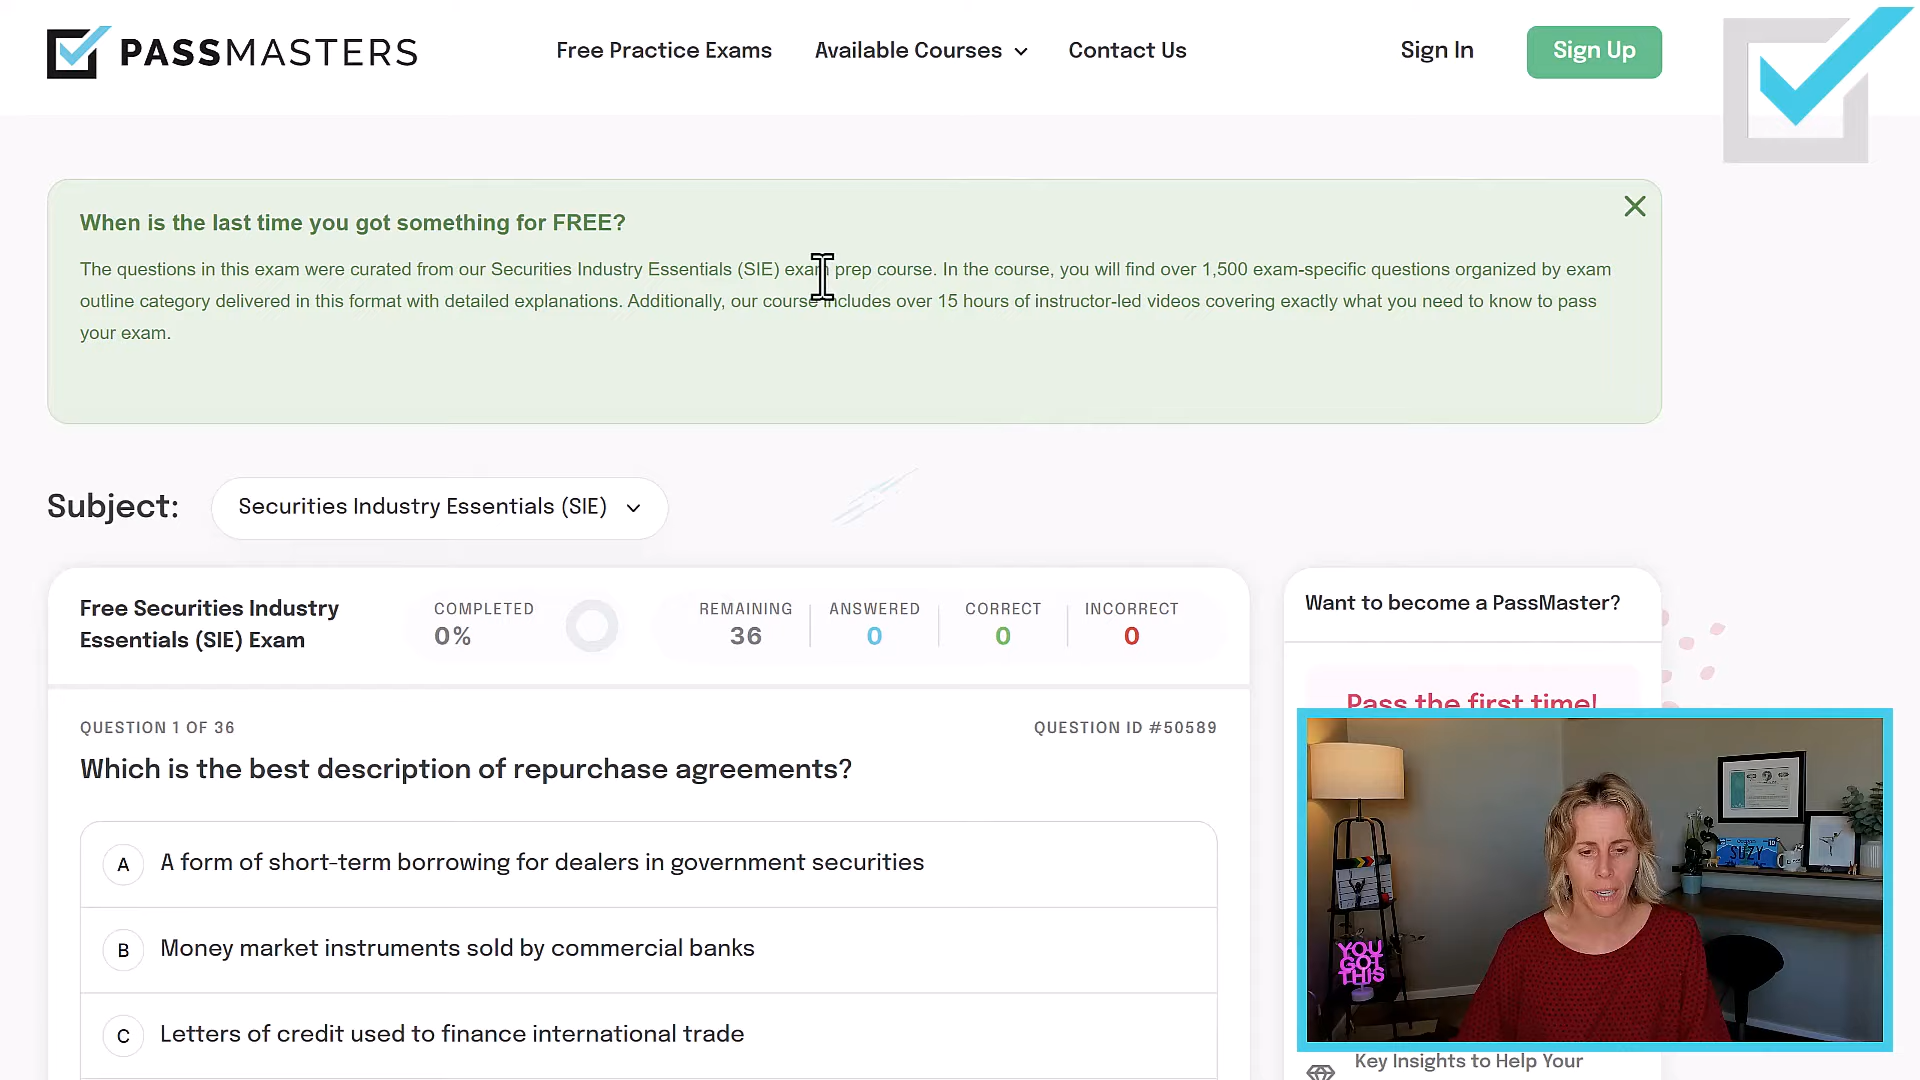 PASSMASTERS
Free Practice Exams
Available Courses
Contact Us
Sign In
Sign Up
When is the last time you got something for FREE?
The questions in this exam were curated from our Securities Industry Essentials (SIE) exam prep course. In the course, you will find over 1,500 exam-specific questions organized by exam
outline category delivered in this format with detailed explanations. Additionally, our course includes over 15 hours of instructor-led videos covering exactly what you need to know to pass
your exam.
Subject:
Securities Industry Essentials (SIE)
Free Securities Industry
Essentials (SIE) Exam
COMPLETED
0%
REMAINING
36
ANSWERED
0
CORRECT
0
INCORRECT
0
QUESTION 1 OF 36
QUESTION ID #50589
Which is the best description of repurchase agreements?
A
A form of short-term borrowing for dealers in government securities
B
Money market instruments sold by commercial banks
C
Letters of credit used to finance international trade
Want to become a PassMaster?
Pass the first time!
SUZY
YOU
GOT
THIS
Key Insights to Help Your